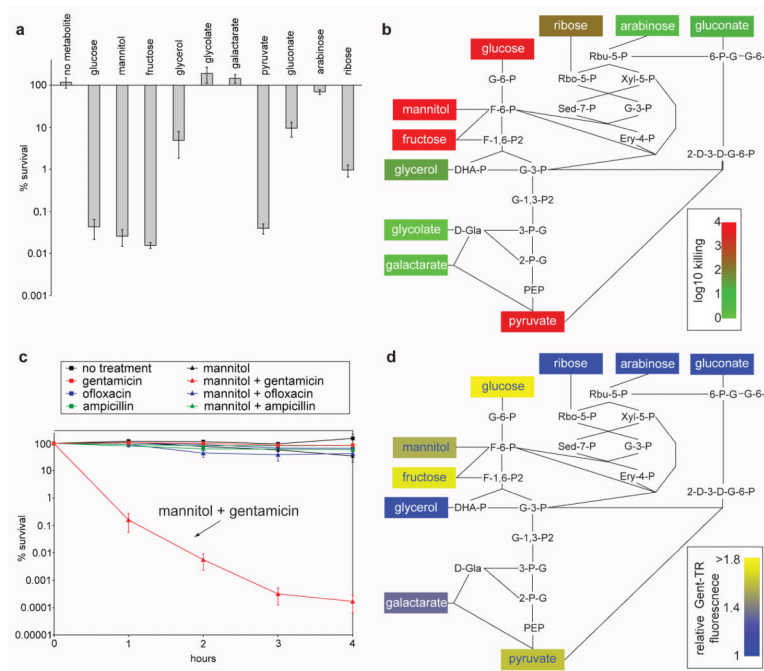 a
no metabolite
glucose
mannitol
fructose
glycerol
glycolate
galactarate
pyruvate
gluconate
arabinose
ribose
100
10
1
0.1
0.01
0.001
% survival
b
ribose
arabinose
gluconate
glucose
Rbu-5-P
6-P-G
G-6-
G-6-P
Rbo-5-P
Xyl-5-P
mannitol
F-6-P
Sed-7-P
G-3-P
fructose
F-1,6-P2
Ery-4-P
2-D-3-D-G-6-P
glycerol
DHA-P
G-3-P
G-1,3-P2
glycolate
D-Gla
3-P-G
galactarate
2-P-G
PEP
pyruvate
4
3
2
1
0
log10 killing
c
no treatment
mannitol
gentamicin
mannitol + gentamicin
ofloxacin
mannitol + ofloxacin
ampicillin
mannitol + ampicillin
100
10
1
0.1
0.01
0.001
0.0001
0.00001
% survival
mannitol + gentamicin
0
1
2
3
4
hours
d
ribose
arabinose
gluconate
glucose
Rbu-5-P
6-P-G
G-6-
G-6-P
Rbo-5-P
Xyl-5-P
mannitol
F-6-P
Sed-7-P
G-3-P
fructose
F-1,6-P2
Ery-4-P
2-D-3-D-G-6-P
glycerol
DHA-P
G-3-P
G-1,3-P2
D-Gla
3-P-G
galactarate
2-P-G
PEP
pyruvate
>1.8
1.4
1
relative Gent-TR
fluorescnece